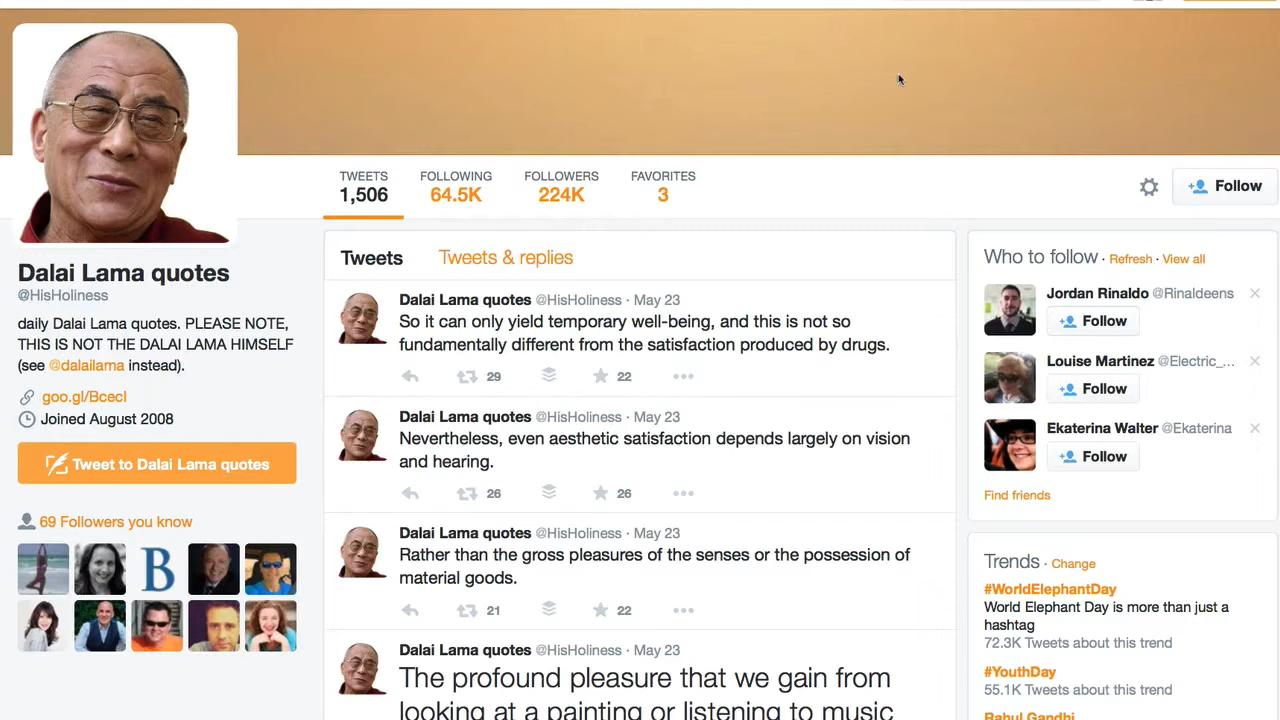 TWEETS
1,506
FOLLOWING
64.5K
FOLLOWERS
224K
FAVORITES
3
Follow
Dalai Lama quotes
@HisHoliness
daily Dalai Lama quotes. PLEASE NOTE,
THIS IS NOT THE DALAI LAMA HIMSELF
(see @dalailama instead).
goo.gl/Bcecl
Joined August 2008
Tweet to Dalai Lama quotes
69 Followers you know
B
Tweets
Tweets & replies
Dalai Lama quotes @HisHoliness · May 23
So it can only yield temporary well-being, and this is not so
fundamentally different from the satisfaction produced by drugs.
29
22
Dalai Lama quotes @HisHoliness · May 23
Nevertheless, even aesthetic satisfaction depends largely on vision
and hearing.
26
26
Dalai Lama quotes @HisHoliness · May 23
Rather than the gross pleasures of the senses or the possession of
material goods.
21
22
Dalai Lama quotes @HisHoliness · May 23
The profound pleasure that we gain from
looking at a painting or listening to music
Who to follow · Refresh · View all
Jordan Rinaldo @Rinaldeens
Follow
Louise Martinez @Electric_...
Follow
Ekaterina Walter @Ekaterina
Follow
Find friends
Trends · Change
#WorldElephantDay
World Elephant Day is more than just a
hashtag
72.3K Tweets about this trend
#YouthDay
55.1K Tweets about this trend
Rahul Gandhi